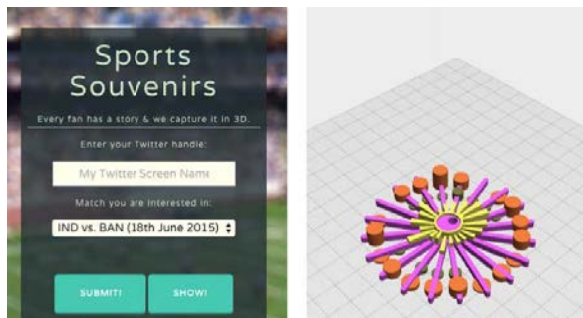 Sports
Souvenirs
Every fan has a story & we capture it in 3D.
Enter your Twitter handle:
My Twitter Screen Name
Match you are interested in:
IND vs. BAN (18th June 2015)
SUBMIT!
SHOW!